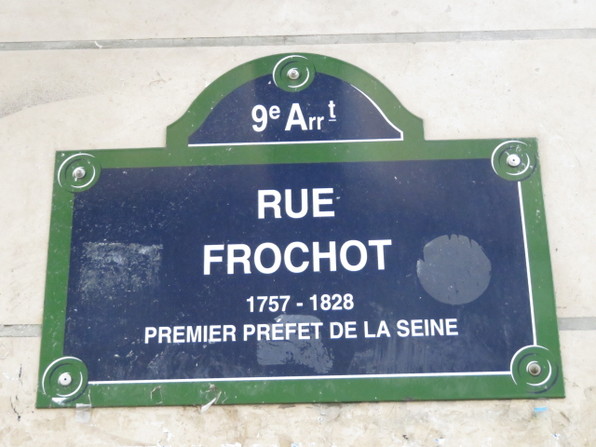 9e Arrt
RUE
FROCHOT
1757 - 1828
PREMIER PRÉFET DE LA SEINE